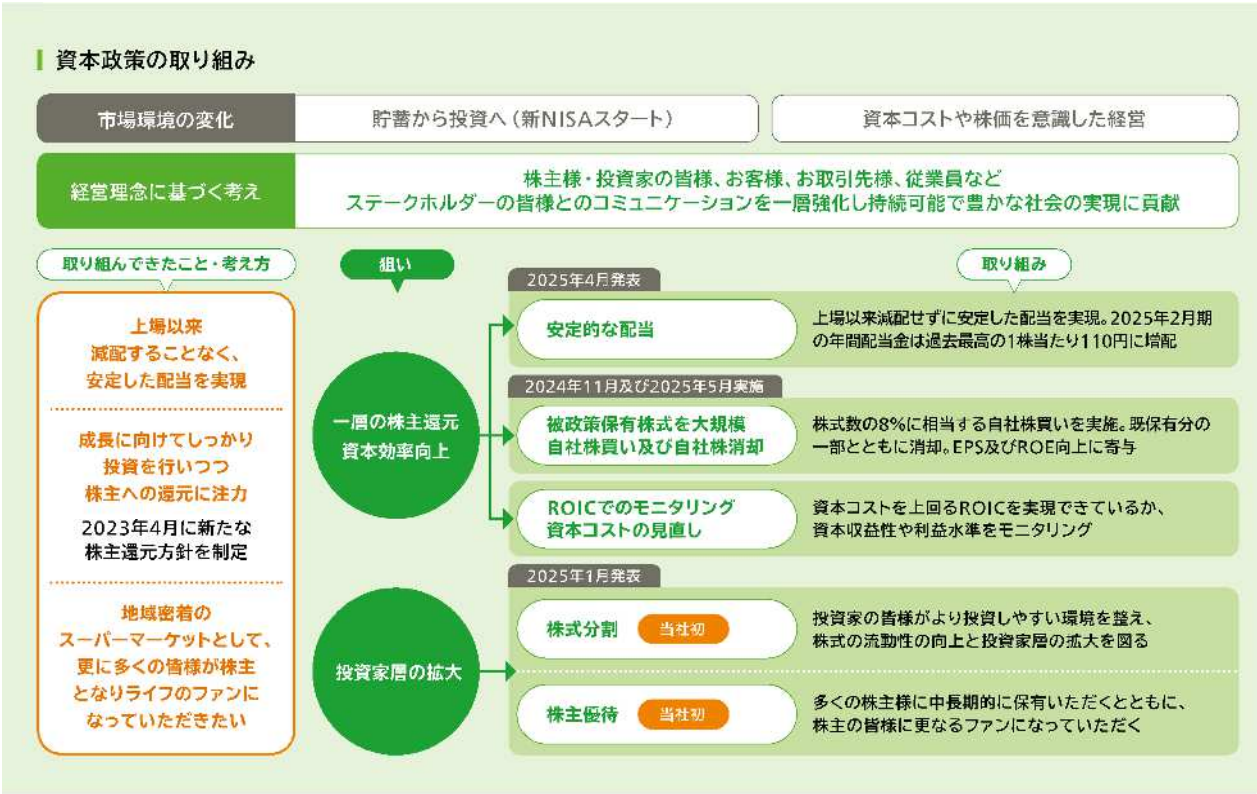 資本政策の取り組み
市場環境の変化
貯蓄から投資へ（新NISAスタート）
資本コストや株価を意識した経営
経営理念に基づく考え
株主様・投資家の皆様、お客様、お取引先様、従業員など
ステークホルダーの皆様とのコミュニケーションを一層強化し持続可能で豊かな社会の実現に貢献
取り組んできたこと・考え方
上場以来
減配することなく、
安定した配当を実現
成長に向けてしっかり
投資を行いつつ
株主への還元に注力
2023年4月に新たな
株主還元方針を制定
地域密着の
スーパーマーケットとして、
更に多くの皆様が株主
となりライフのファンに
なっていただきたい
狙い
取り組み
一層の株主還元
資本効率向上
2025年4月発表
安定的な配当
上場以来減配せずに安定した配当を実現。2025年2月期
の年間配当金は過去最高の1株当たり110円に増配
2024年11月及び2025年5月実施
被政策保有株式を大規模
自社株買い及び自社株消却
株式数の8%に相当する自社株買いを実施。既保有分の
一部とともに消却。EPS及びROE向上に寄与
ROICでのモニタリング
資本コストの見直し
資本コストを上回るROICを実現できているか、
資本収益性や利益水準をモニタリング
投資家層の拡大
2025年1月発表
株式分割 当社初
投資家の皆様がより投資しやすい環境を整え、
株式の流動性の向上と投資家層の拡大を図る
株主優待 当社初
多くの株主様に中長期的に保有いただくとともに、
株主の皆様に更なるファンになっていただく